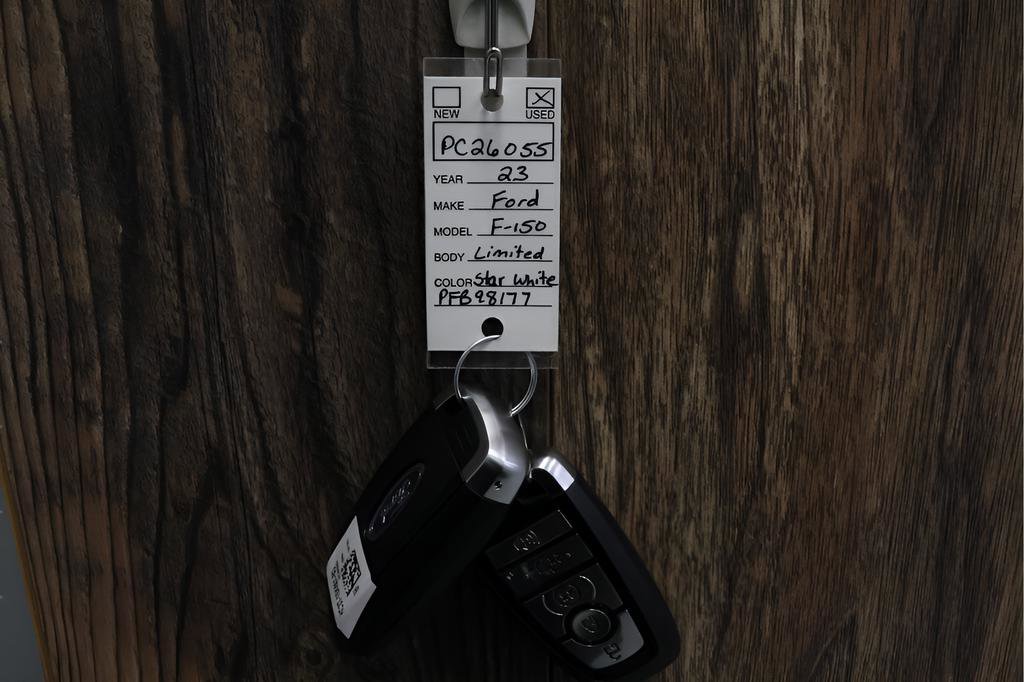 NEW USED
PC26055
YEAR 23
MAKE Ford
MODEL F-150
BODY Limited
COLOR Star White
PFB98177